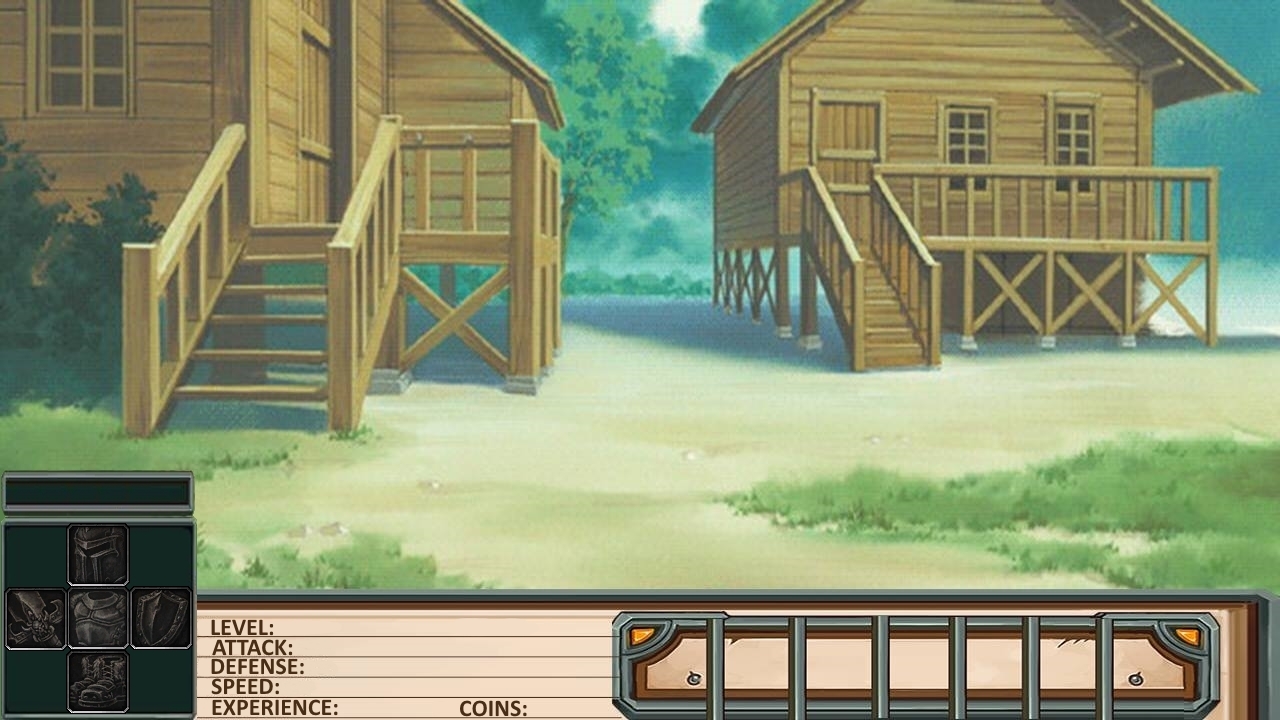 LEVEL:
ATTACK:
DEFENSE:
SPEED:
EXPERIENCE: COINS: